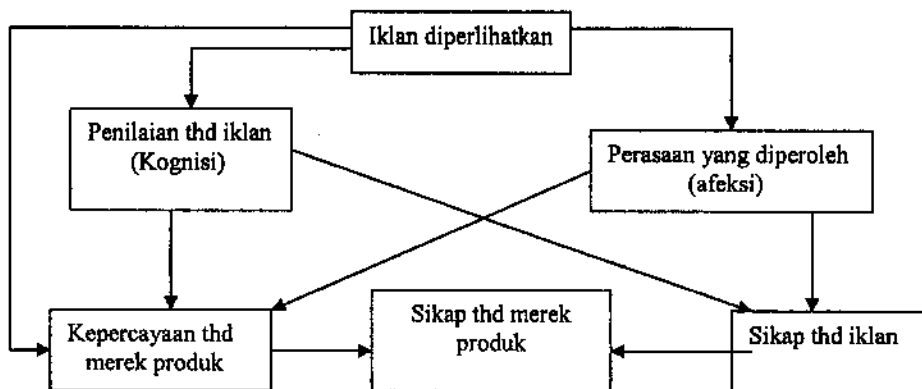 Iklan diperlihatkan
Penilaian thd iklan
(Kognisi)
Perasaan yang diperoleh
(afeksi)
Kepercayaan thd
merek produk
Sikap thd merek
produk
Sikap thd iklan